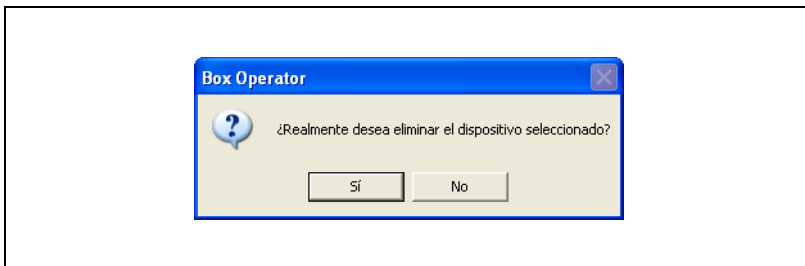 Box Operator
¿Realmente desea eliminar el dispositivo seleccionado?
Sí
No